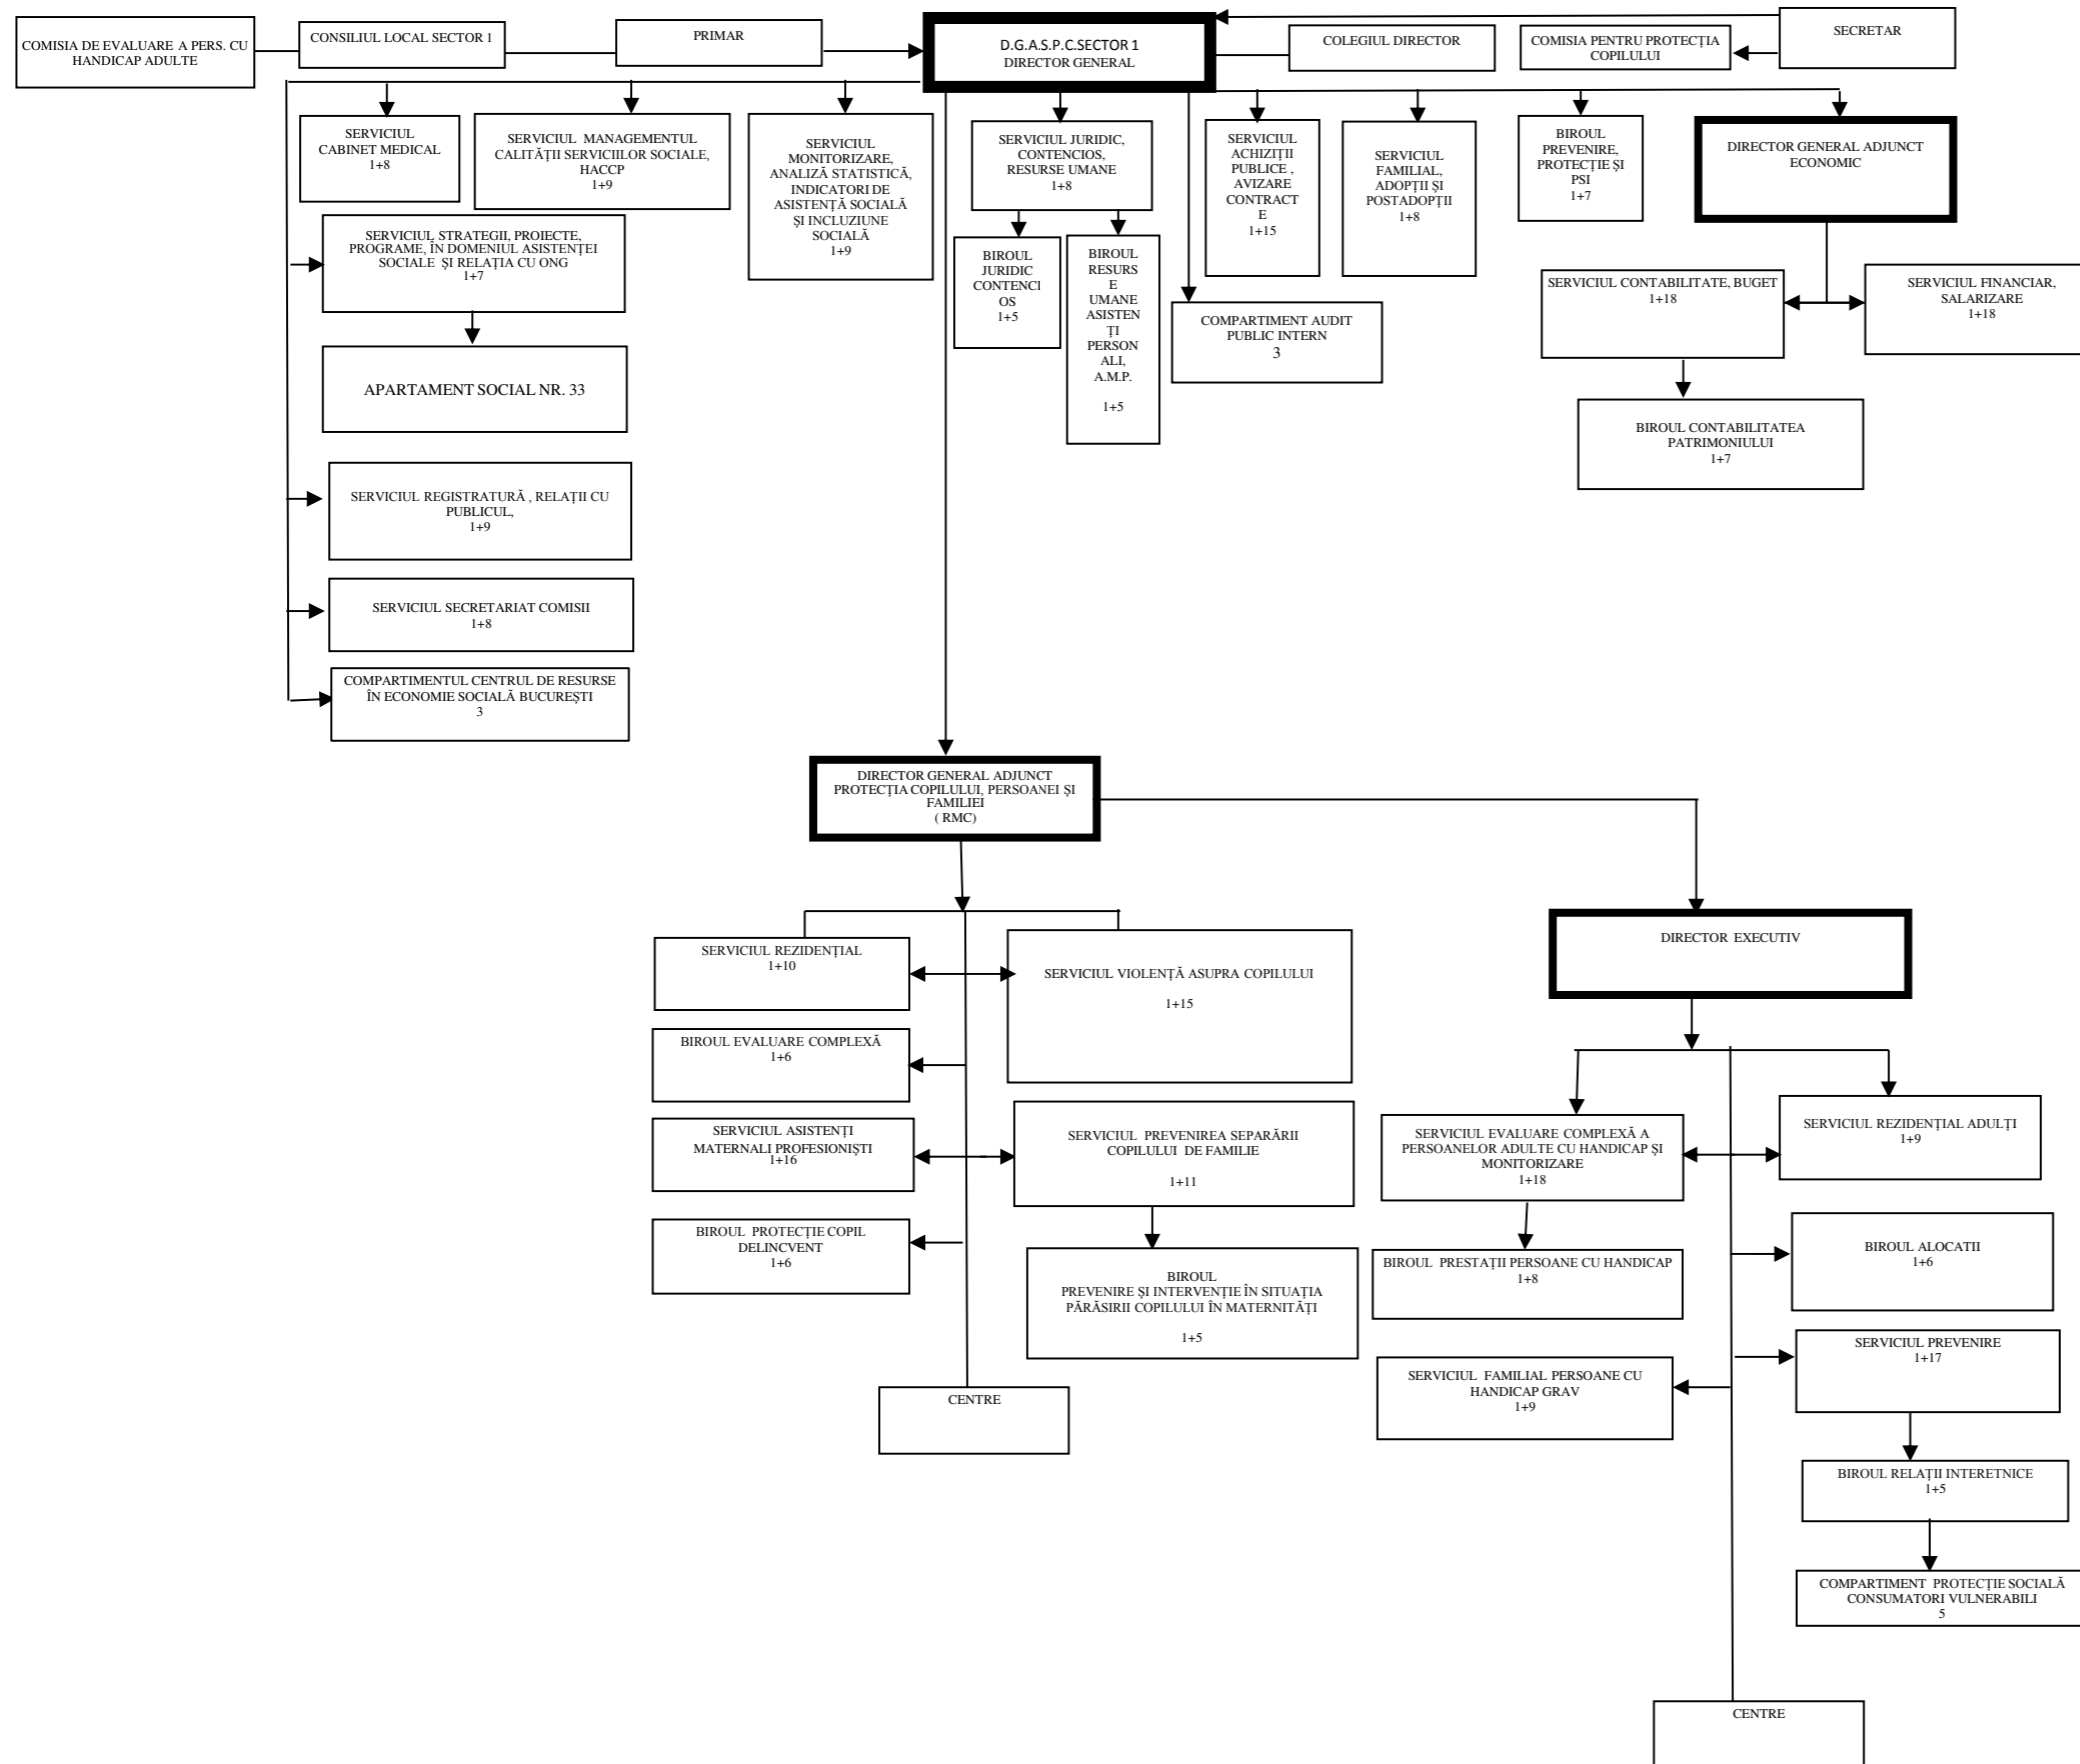 COMISIA DE EVALUARE A PERS. CU
HANDICAP ADULTE
CONSILIUL LOCAL SECTOR 1
PRIMAR
D.G.A.S.P.C.SECTOR 1
DIRECTOR GENERAL
COLEGIUL DIRECTOR
COMISIA PENTRU PROTECȚIA
COPILULUI
SECRETAR
SERVICIUL
CABINET MEDICAL
1+8
SERVICIUL MANAGEMENTUL
CALITĂȚII SERVICIILOR SOCIALE,
HACCP
1+9
SERVICIUL
MONITORIZARE,
ANALIZĂ STATISTICĂ,
INDICATORI DE
ASISTENȚĂ SOCIALĂ
ȘI INCLUZIUNE
SOCIALĂ
1+9
SERVICIUL JURIDIC,
CONTENCIOS,
RESURSE UMANE
1+8
SERVICIUL
ACHIZIȚII
PUBLICE ,
AVIZARE
CONTRACT
E
1+15
SERVICIUL
FAMILIAL,
ADOPȚII ȘI
POSTADOPȚII
1+8
BIROUL
PREVENIRE,
PROTECȚIE ȘI
PSI
1+7
DIRECTOR GENERAL ADJUNCT
ECONOMIC
SERVICIUL STRATEGII, PROIECTE,
PROGRAME, ÎN DOMENIUL ASISTENȚEI
SOCIALE ȘI RELAȚIA CU ONG
1+7
BIROUL
JURIDIC
CONTENCI
OS
1+5
BIROUL
RESURS
E
UMANE
ASISTEN
ȚI
PERSON
ALI,
A.M.P.
1+5
COMPARTIMENT AUDIT
PUBLIC INTERN
3
SERVICIUL CONTABILITATE, BUGET
1+18
SERVICIUL FINANCIAR,
SALARIZARE
1+18
APARTAMENT SOCIAL NR. 33
BIROUL CONTABILITATEA
PATRIMONIULUI
1+7
SERVICIUL REGISTRATURĂ , RELAȚII CU
PUBLICUL,
1+9
SERVICIUL SECRETARIAT COMISII
1+8
COMPARTIMENTUL CENTRUL DE RESURSE
ÎN ECONOMIE SOCIALĂ BUCUREȘTI
3
DIRECTOR GENERAL ADJUNCT
PROTECȚIA COPILULUI, PERSOANEI ȘI
FAMILIEI
( RMC)
SERVICIUL REZIDENȚIAL
1+10
SERVICIUL VIOLENȚĂ ASUPRA COPILULUI
1+15
DIRECTOR EXECUTIV
BIROUL EVALUARE COMPLEXĂ
1+6
SERVICIUL ASISTENȚI
MATERNALI PROFESIONIȘTI
1+16
SERVICIUL PREVENIREA SEPARĂRII
COPILULUI DE FAMILIE
1+11
SERVICIUL EVALUARE COMPLEXĂ A
PERSOANELOR ADULTE CU HANDICAP ȘI
MONITORIZARE
1+18
SERVICIUL REZIDENȚIAL ADULȚI
1+9
BIROUL PROTECȚIE COPIL
DELINCVENT
1+6
BIROUL
PREVENIRE ȘI INTERVENȚIE ÎN SITUAȚIA
PĂRĂSIRII COPILULUI ÎN MATERNITĂȚI
1+5
BIROUL PRESTAȚII PERSOANE CU HANDICAP
1+8
BIROUL ALOCATII
1+6
SERVICIUL PREVENIRE
1+17
SERVICIUL FAMILIAL PERSOANE CU
HANDICAP GRAV
1+9
CENTRE
BIROUL RELAȚII INTERETNICE
1+5
COMPARTIMENT PROTECȚIE SOCIALĂ
CONSUMATORI VULNERABILI
5
CENTRE